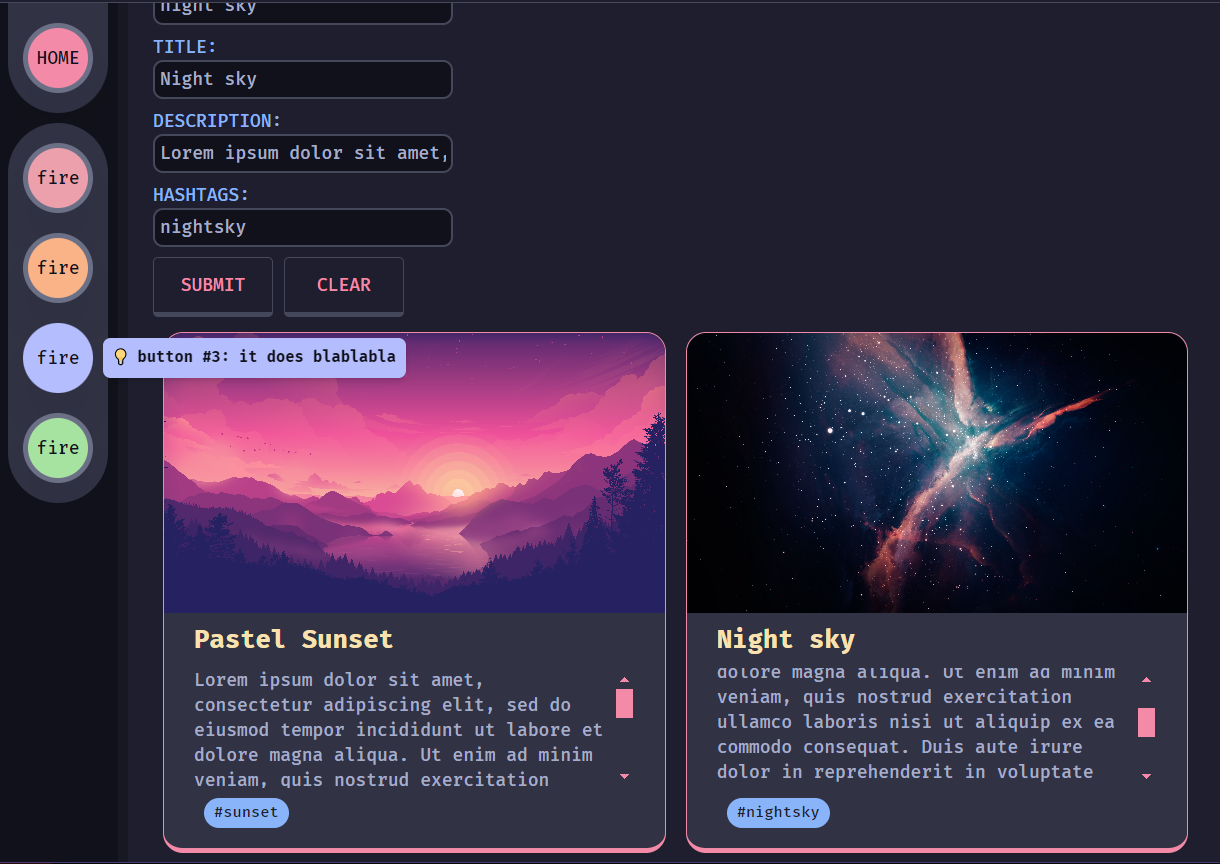 night sky
HOME
TITLE:
Night sky
DESCRIPTION:
Lorem ipsum dolor sit amet,
fire
HASHTAGS:
nightsky
fire
SUBMIT
CLEAR
fire
button #3: it does blablabla
fire
Pastel Sunset
Lorem ipsum dolor sit amet,
consectetur adipiscing elit, sed do
eiusmod tempor incididunt ut labore et
dolore magna aliqua. Ut enim ad minim
veniam, quis nostrud exercitation
#sunset
Night sky
dolore magna aliqua. Ut enim ad minim
veniam, quis nostrud exercitation
ullamco laboris nisi ut aliquip ex ea
commodo consequat. Duis aute irure
dolor in reprehenderit in voluptate
#nightsky